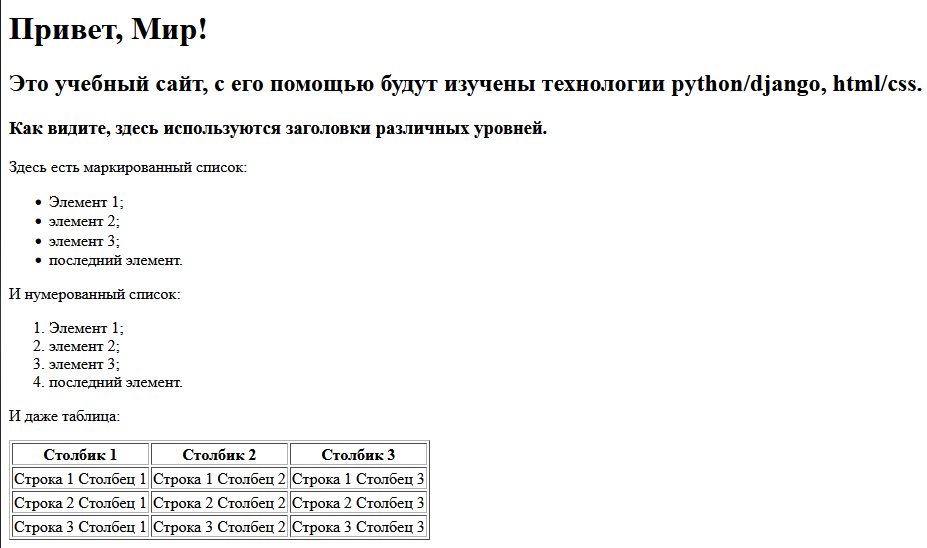 Привет, Мир!
Это учебный сайт, с его помощью будут изучены технологии python/django, html/css.
Как видите, здесь используются заголовки различных уровней.
Здесь есть маркированный список:
• Элемент 1;
• элемент 2;
• элемент 3;
• последний элемент.
И нумерованный список:
1. Элемент 1;
2. элемент 2;
3. элемент 3;
4. последний элемент.
И даже таблица:
Столбик 1 Столбик 2 Столбик 3
Строка 1 Столбец 1 Строка 1 Столбец 2 Строка 1 Столбец 3
Строка 2 Столбец 1 Строка 2 Столбец 2 Строка 2 Столбец 3
Строка 3 Столбец 1 Строка 3 Столбец 2 Строка 3 Столбец 3